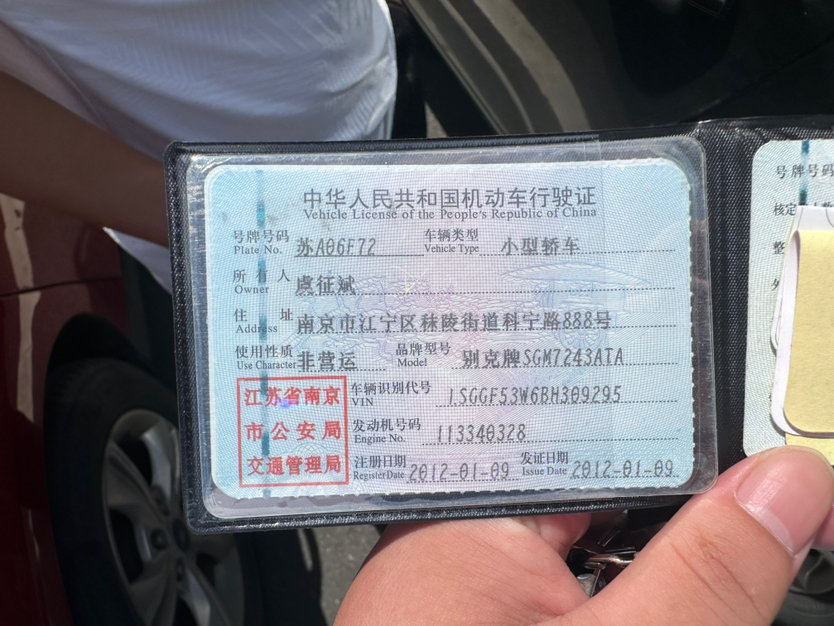 中华人民共和国机动车行驶证
Vehicle License of the People's Republic of China
号牌号码 苏A06F72 车辆类型 小型轿车
Plate No. Vehicle Type
所有人 虞征斌
Owner
住址 南京市江宁区秣陵街道科宁路888号
Address
使用性质 非营运 品牌型号 别克牌SGM7243ATA
Use Character Model
江苏省南京 车辆识别代号 LSGGF53W6BH309295
VIN
市公安局 发动机号码 113340328
Engine No.
交通管理局 注册日期 2012-01-09 发证日期 2012-01-09
Register Date Issue Date
号牌号码
核定
整